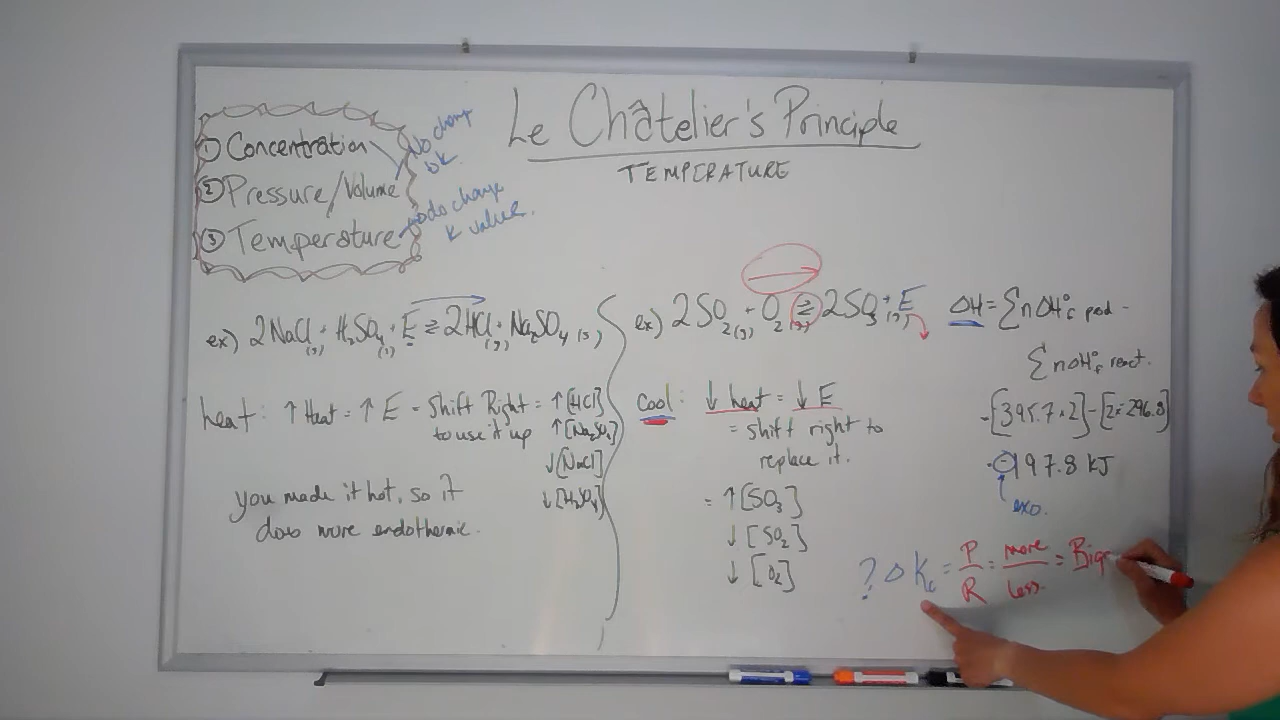 Le Châtelier's Principle
TEMPERATURE
① Concentration
② Pressure/Volume
③ Temperature
No change
do change
K value.
ex) 2NaCl(s) + H₂SO₄(l) + E ⇄ 2HCl(g) + Na₂SO₄(s)
heat: ↑ Heat = ↑ E = Shift Right = ↑[HCl]
to use it up ↑[Na₂SO₄]
↓[NaCl]
↓[H₂SO₄]
you made it hot, so it
does more endothermic.
ex) 2SO₂(g) + O₂(g) ⇄ 2SO₃(g) + E
cool: ↓ heat = ↓ E
= shift right to
replace it.
= ↑[SO₃]
↓[SO₂]
↓[O₂]
ΔH = ΣnΔH°f prod -
ΣnΔH°f react.
-[395.7×2]-[2×-296.8]
-197.8 KJ
exo.
? Δ Kc = P/R = more/Less = Bigg